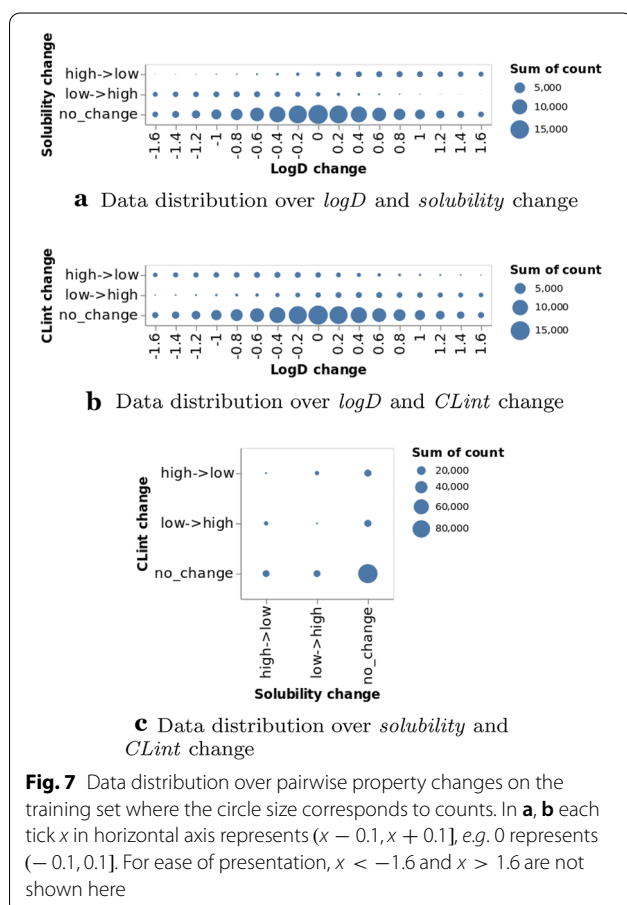 Solubility change
high->low
low->high
no_change
-1.6 -1.4 -1.2 -1 -0.8 -0.6 -0.4 -0.2 0 0.2 0.4 0.6 0.8 1 1.2 1.4 1.6
LogD change
Sum of count
5,000
10,000
15,000
a Data distribution over logD and solubility change
CLint change
high->low
low->high
no_change
-1.6 -1.4 -1.2 -1 -0.8 -0.6 -0.4 -0.2 0 0.2 0.4 0.6 0.8 1 1.2 1.4 1.6
LogD change
Sum of count
5,000
10,000
15,000
b Data distribution over logD and CLint change
CLint change
high->low
low->high
no_change
high->low low->high no_change
Solubility change
Sum of count
20,000
40,000
60,000
80,000
c Data distribution over solubility and
CLint change
Fig. 7 Data distribution over pairwise property changes on the
training set where the circle size corresponds to counts. In a, b each
tick x in horizontal axis represents (x − 0.1, x + 0.1], e.g. 0 represents
(− 0.1, 0.1]. For ease of presentation, x < −1.6 and x > 1.6 are not
shown here